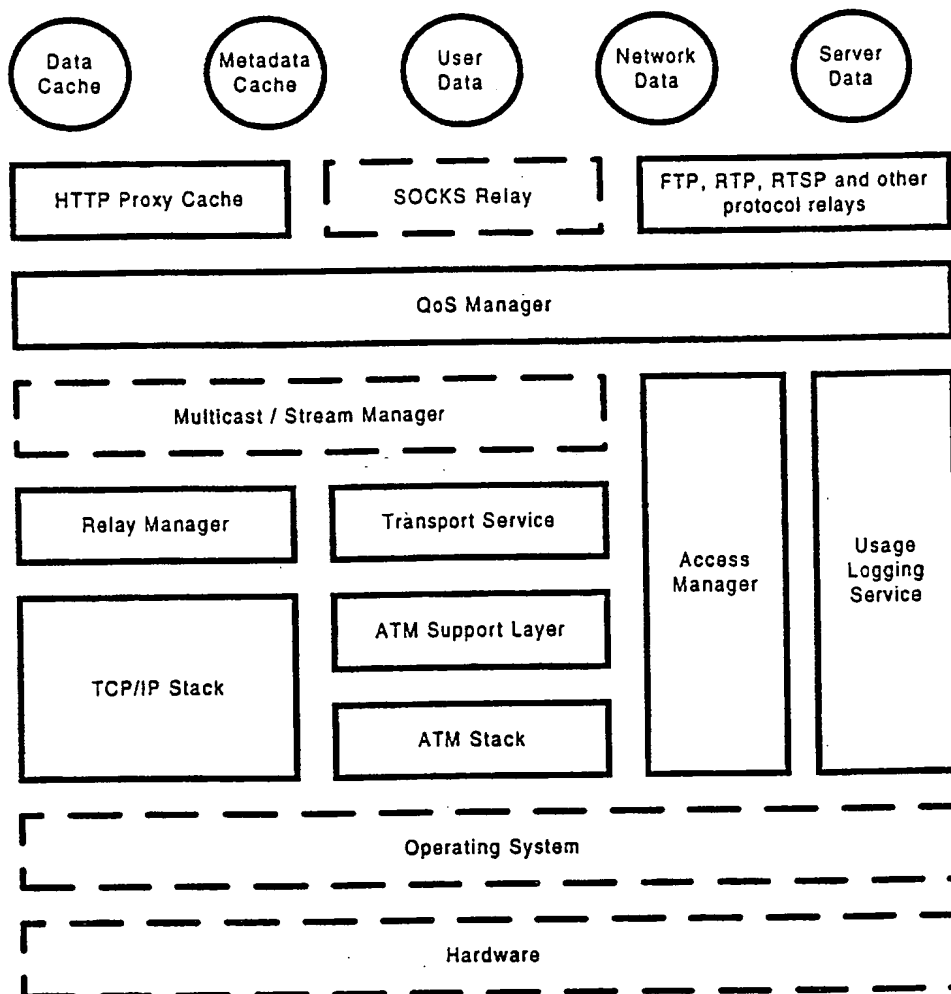 Data
Cache
Metadata
Cache
User
Data
Network
Data
Server
Data
HTTP Proxy Cache
SOCKS Relay
FTP, RTP, RTSP and other
protocol relays
QoS Manager
Multicast / Stream Manager
Relay Manager
Transport Service
Access
Manager
Usage
Logging
Service
TCP/IP Stack
ATM Support Layer
ATM Stack
Operating System
Hardware